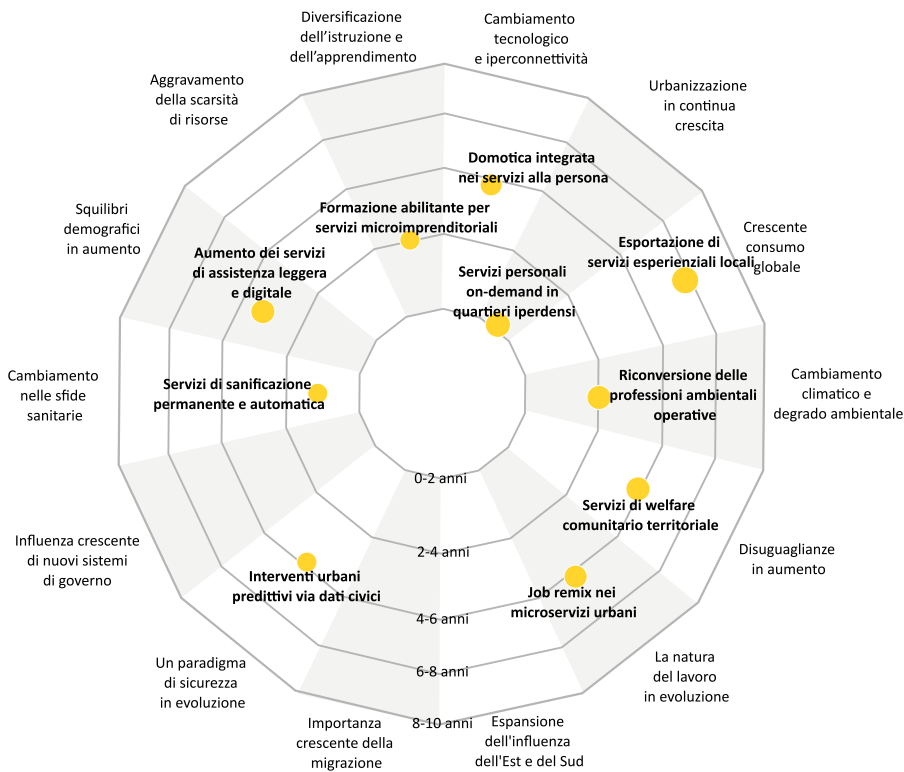 Diversificazione
dell’istruzione e
dell’apprendimento
Cambiamento
tecnologico
e iperconnettività
Aggravamento
della scarsità
di risorse
Urbanizzazione
in continua
crescita
Domotica integrata
nei servizi alla persona
Formazione abilitante per
servizi microimprenditoriali
Squilibri
demografici
in aumento
Aumento dei servizi
di assistenza leggera
e digitale
Esportazione di
servizi esperienziali locali
Crescente
consumo
globale
Servizi personali
on-demand in
quartieri iperdensi
Cambiamento
nelle sfide
sanitarie
Servizi di sanificazione
permanente e automatica
Riconversione delle
professioni ambientali
operative
Cambiamento
climatico e
degrado ambientale
0-2 anni
Servizi di welfare
comunitario territoriale
Influenza crescente
di nuovi sistemi
di governo
2-4 anni
Disuguaglianze
in aumento
Interventi urbani
predittivi via dati civici
Job remix nei
microservizi urbani
4-6 anni
Un paradigma
di sicurezza
in evoluzione
6-8 anni
La natura
del lavoro
in evoluzione
Importanza
crescente della
migrazione
8-10 anni
Espansione
dell'influenza
dell'Est e del Sud